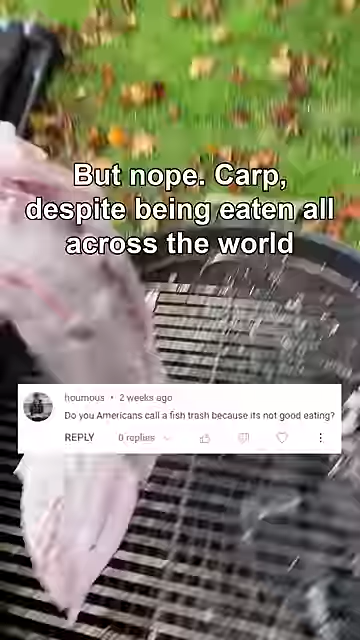 But nope. Carp,
despite being eaten all
across the world
houmous • 2 weeks ago
Do you Americans call a fish trash because its not good eating?
REPLY 0 replies